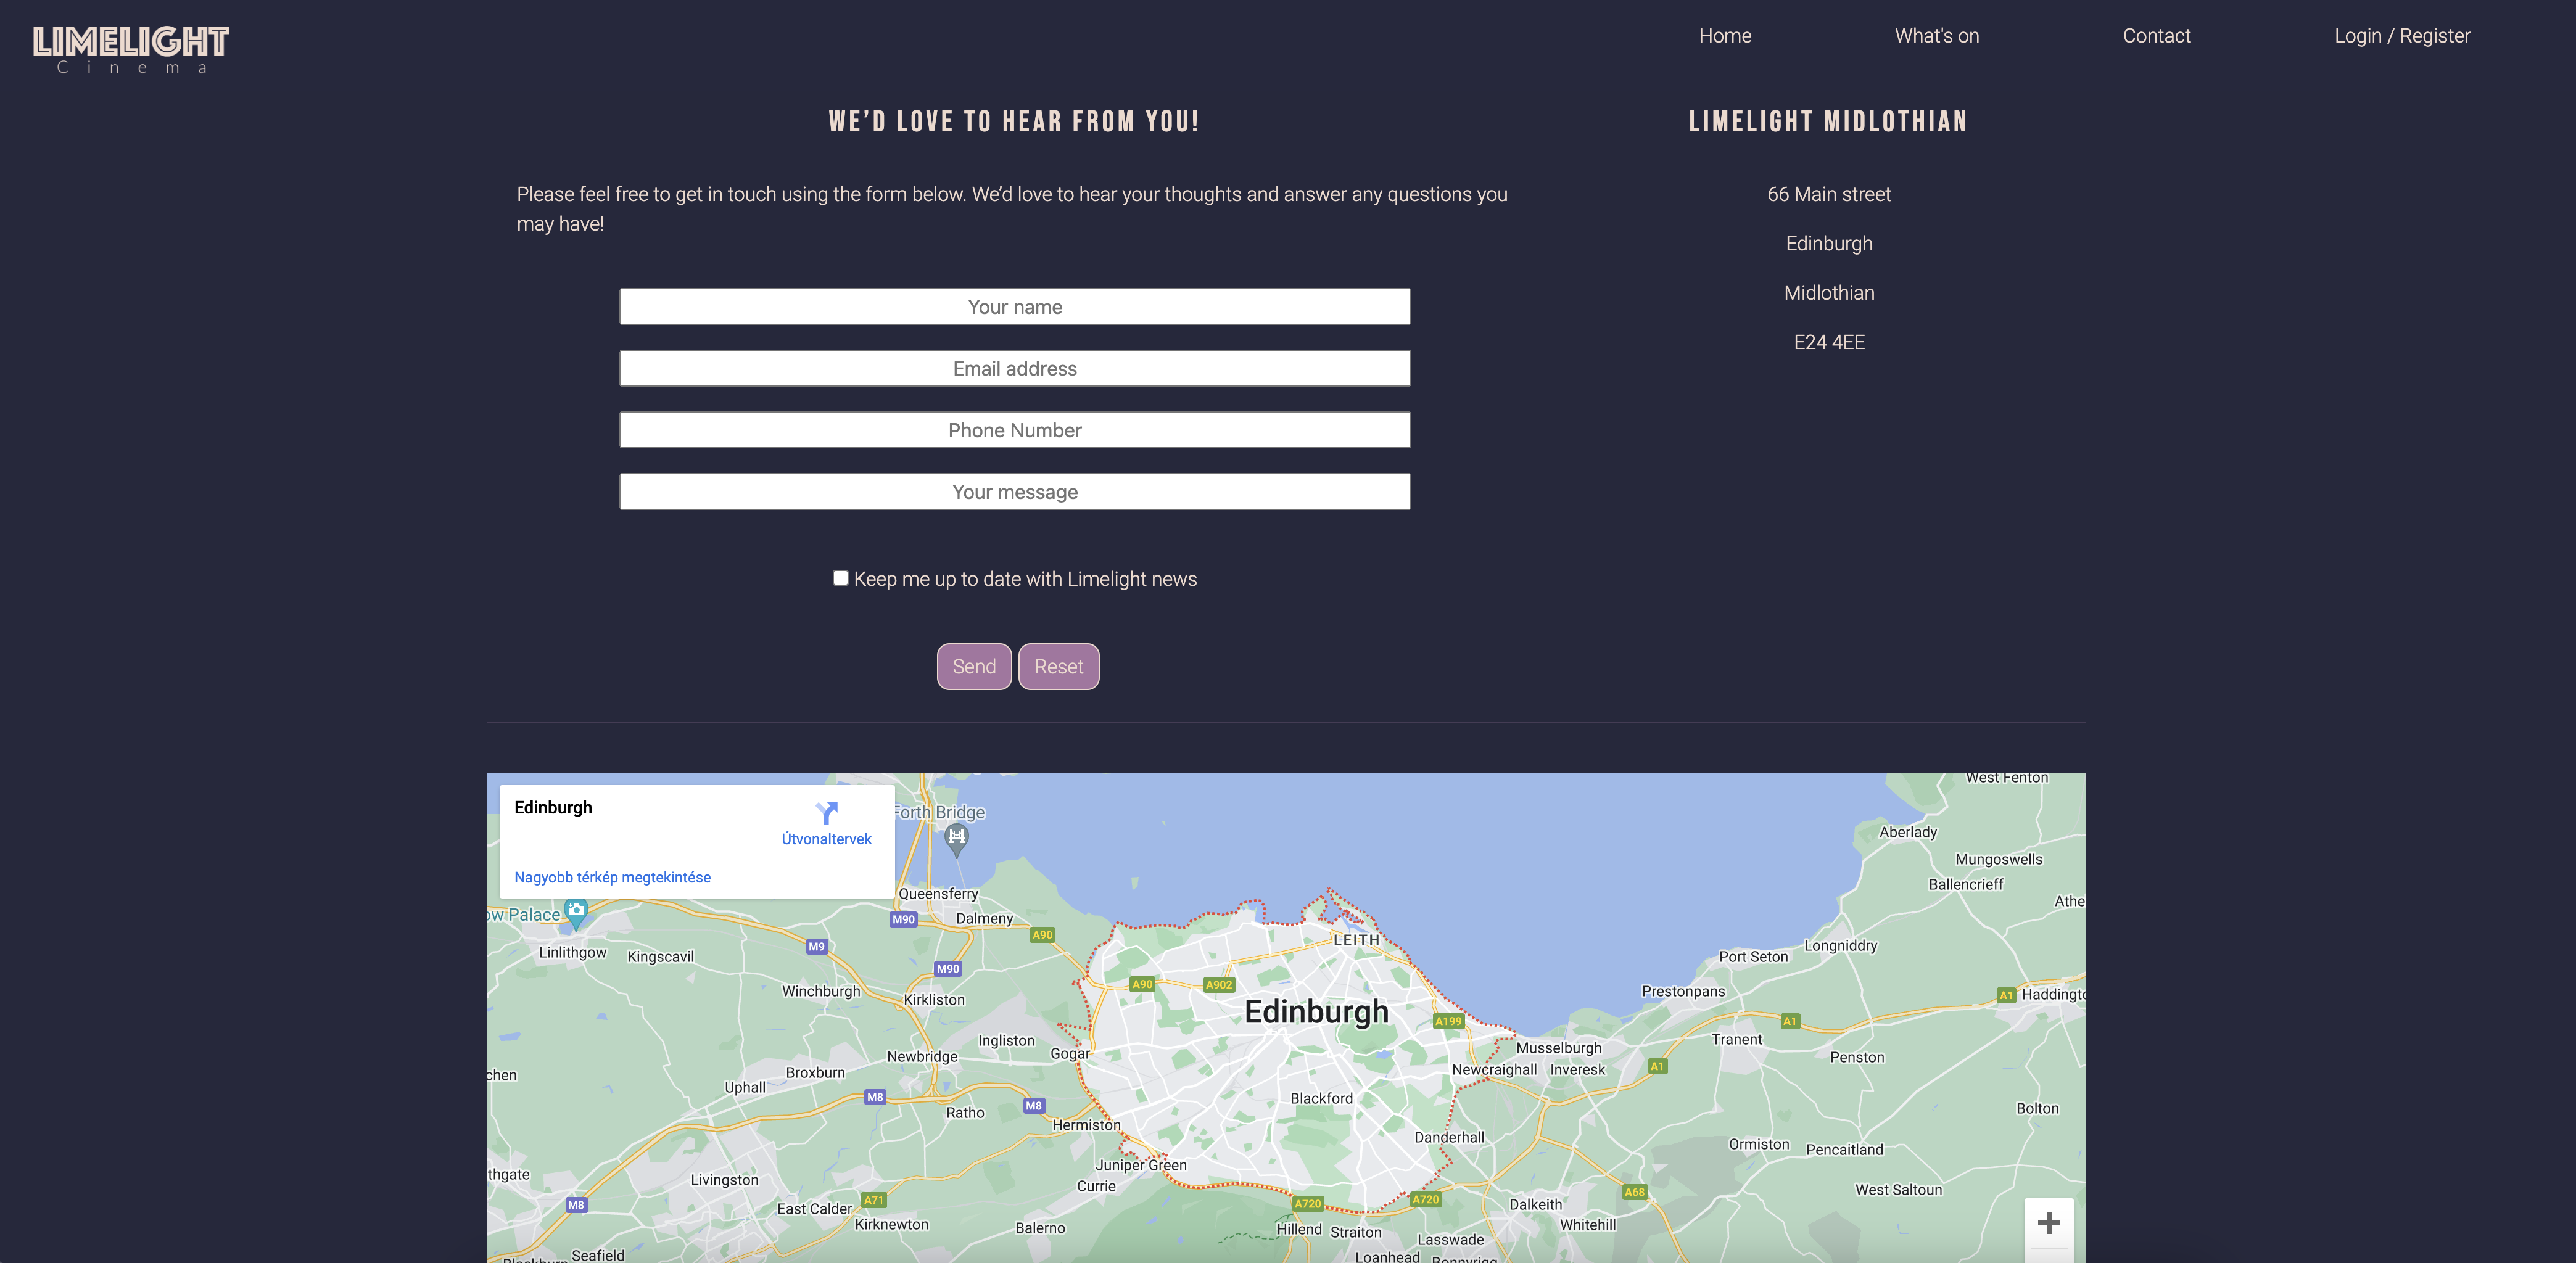 LIMELIGHT
Cinema
Home
What's on
Contact
Login / Register
WE’D LOVE TO HEAR FROM YOU!
Please feel free to get in touch using the form below. We’d love to hear your thoughts and answer any questions you
may have!
Your name
Email address
Phone Number
Your message
Keep me up to date with Limelight news
Send
Reset
LIMELIGHT MIDLOTHIAN
66 Main street
Edinburgh
Midlothian
E24 4EE
Edinburgh
Útvonaltervek
Nagyobb térkép megtekintése
Forth Bridge
West Fenton
Aberlady
Mungoswells
Ballencrieff
Athe
Queensferry
M90
Dalmeny
A90
ow Palace
Linlithgow
Kingscavil
M9
M90
LEITH
Longniddry
Port Seton
Winchburgh
Kirkliston
A90
A902
Edinburgh
Prestonpans
A1
Haddingto
A199
A1
Ingliston
Gogar
Tranent
Newbridge
Musselburgh
Penston
Broxburn
Newcraighall
Inveresk
A1
chen
Uphall
M8
M8
Ratho
Blackford
Bolton
Hermiston
Danderhall
Ormiston
Pencaitland
Juniper Green
thgate
Livingston
Currie
West Saltoun
M8
A71
East Calder
A720
A720
A68
Dalkeith
Kirknewton
Balerno
Hillend
Straiton
Whitehill
Lasswade
Seafield
Loanhead
+